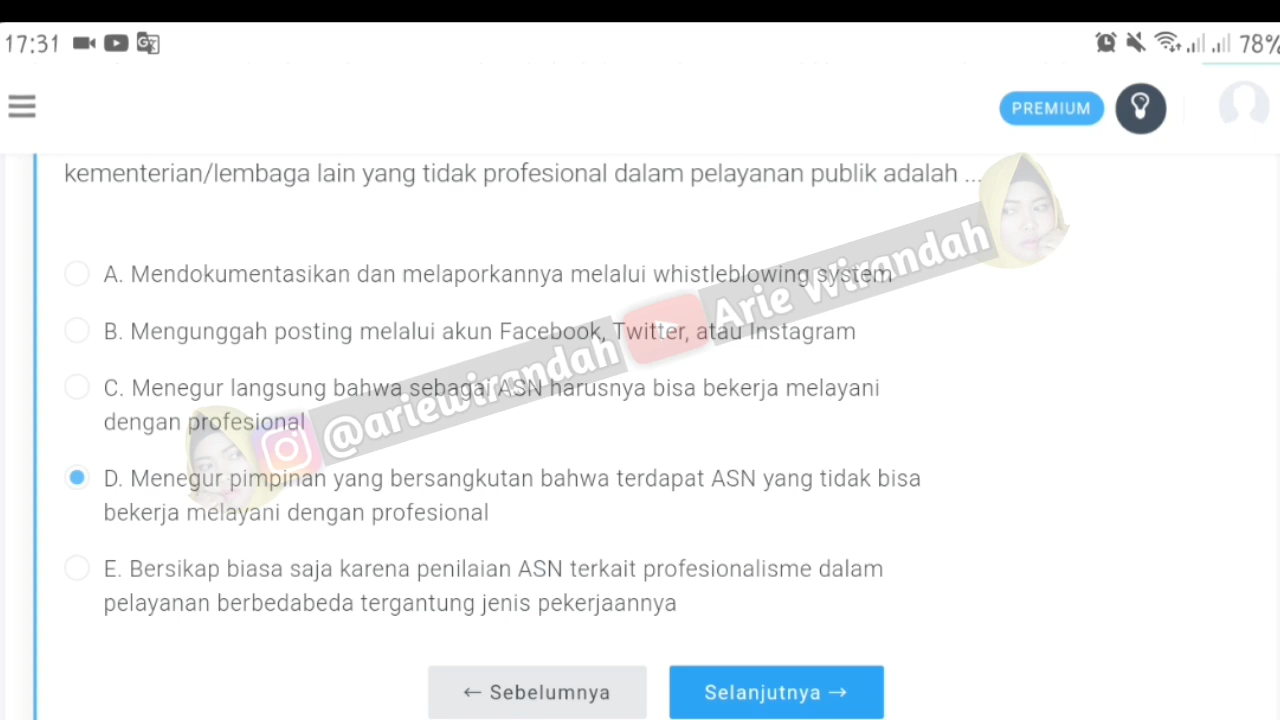 17:31
78%
PREMIUM
kementerian/lembaga lain yang tidak profesional dalam pelayanan publik adalah ...
A. Mendokumentasikan dan melaporkannya melalui whistleblowing system
B. Mengunggah posting melalui akun Facebook, Twitter, atau Instagram
C. Menegur langsung bahwa sebagai ASN harusnya bisa bekerja melayani
dengan profesional
D. Menegur pimpinan yang bersangkutan bahwa terdapat ASN yang tidak bisa
bekerja melayani dengan profesional
E. Bersikap biasa saja karena penilaian ASN terkait profesionalisme dalam
pelayanan berbedabeda tergantung jenis pekerjaannya
@ariewirandah
Arie Wirandah
← Sebelumnya
Selanjutnya →